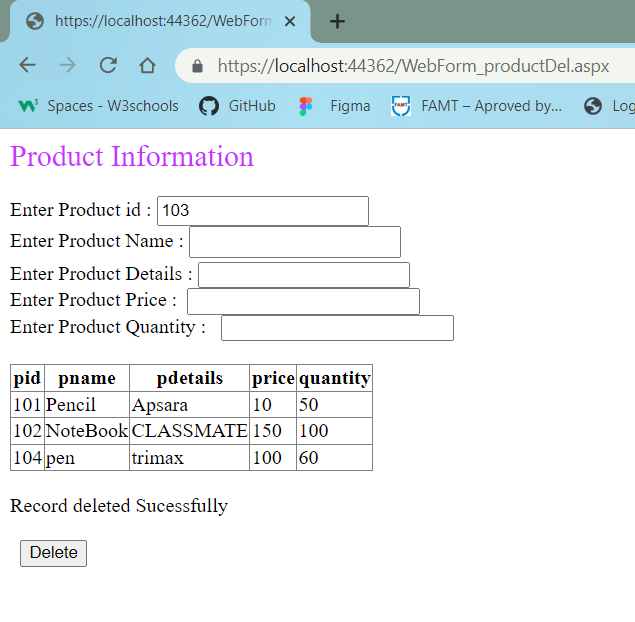 https://localhost:44362/WebForm
https://localhost:44362/WebForm_productDel.aspx
Spaces - W3schools GitHub Figma FAMT FAMT – Aproved by... Log
Product Information
Enter Product id : 103
Enter Product Name :
Enter Product Details :
Enter Product Price :
Enter Product Quantity :
pid pname pdetails price quantity
101 Pencil Apsara 10 50
102 NoteBook CLASSMATE 150 100
104 pen trimax 100 60
Record deleted Sucessfully
Delete